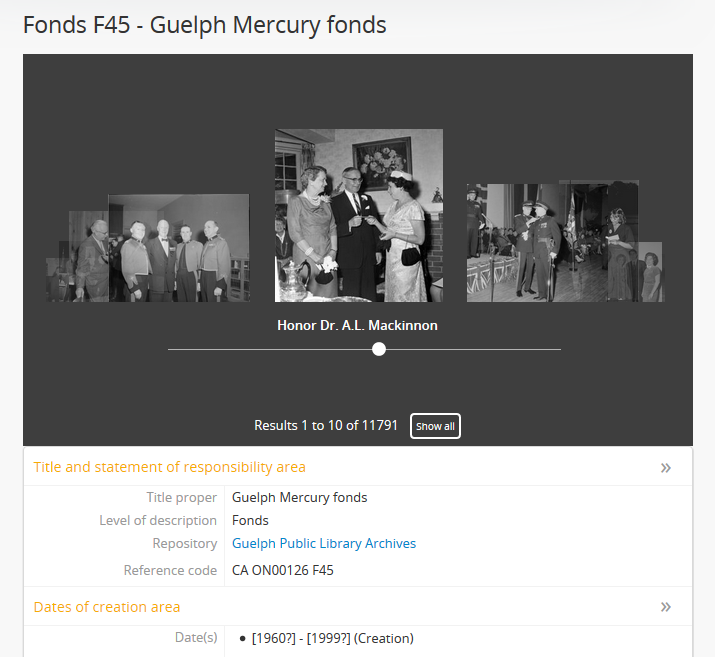 Fonds F45 - Guelph Mercury fonds
Honor Dr. A.L. Mackinnon
Results 1 to 10 of 11791 Show all
Title and statement of responsibility area »
Title proper Guelph Mercury fonds
Level of description Fonds
Repository Guelph Public Library Archives
Reference code CA ON00126 F45
Dates of creation area »
Date(s) • [1960?] - [1999?] (Creation)